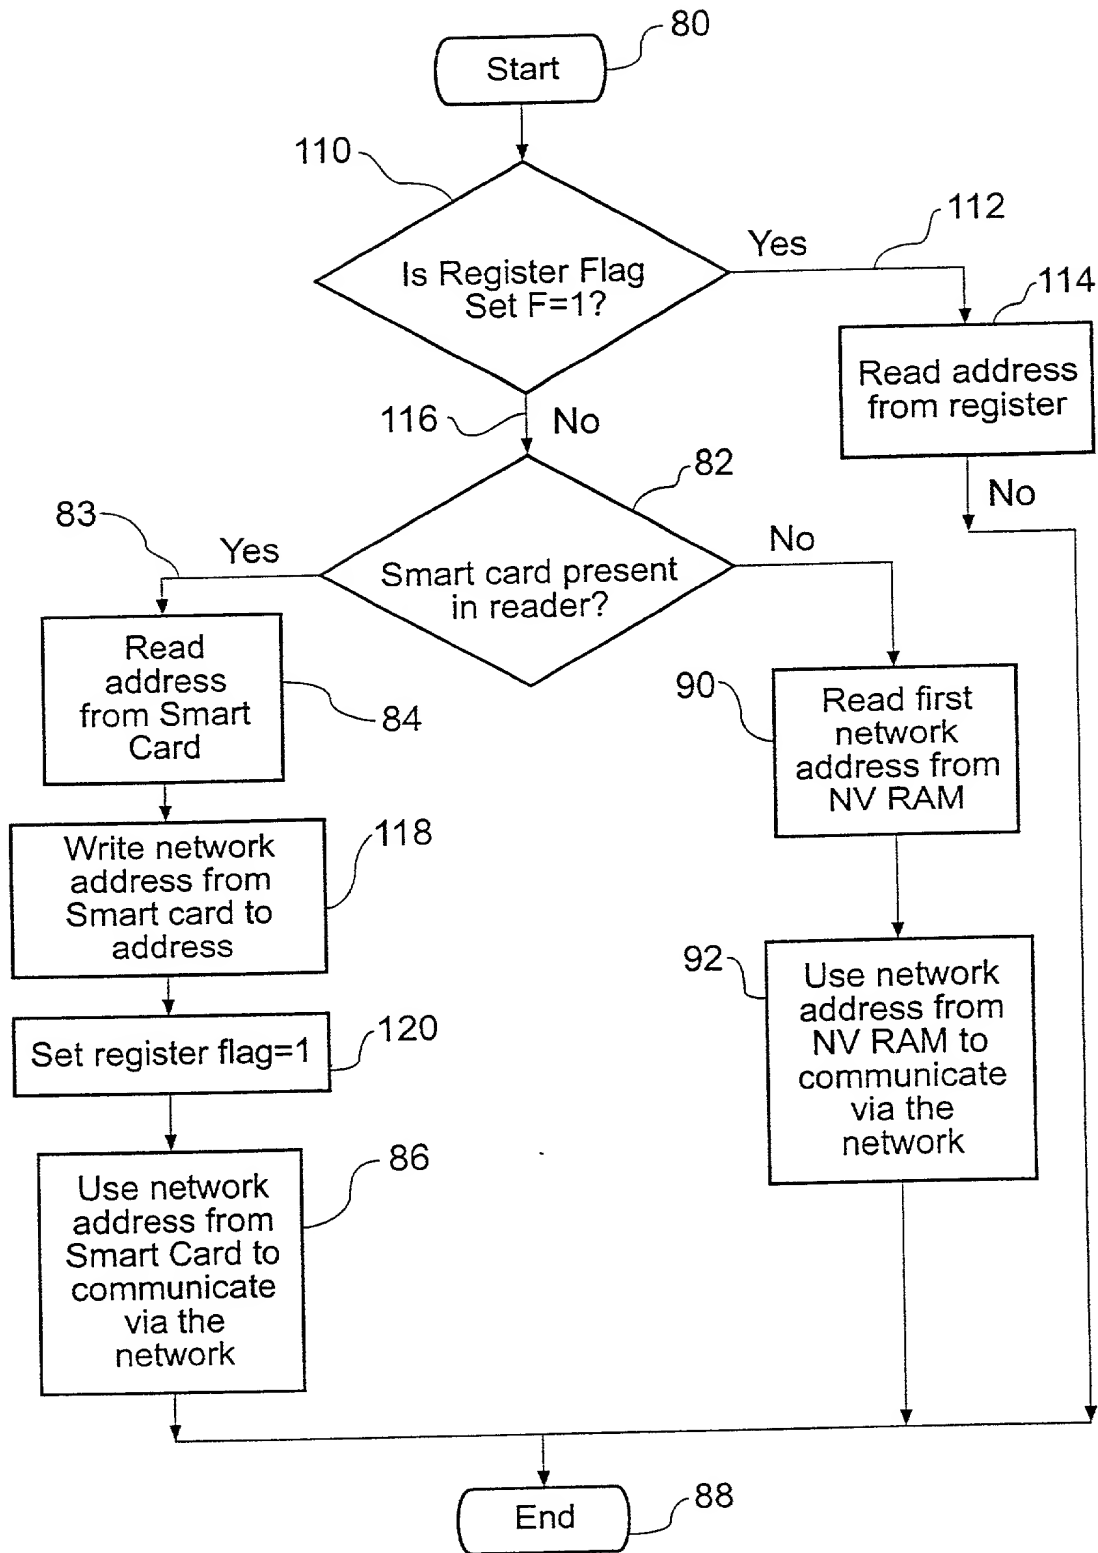 80
Start
110
Is Register Flag
Set F=1?
Yes
112
114
Read address
from register
No
116
No
82
Smart card present
in reader?
83
Yes
No
Read
address
from Smart
Card
84
90
Read first
network
address from
NV RAM
Write network
address from
Smart card to
address
118
92
Use network
address from
NV RAM to
communicate
via the
network
Set register flag=1
120
Use network
address from
Smart Card to
communicate
via the
network
86
End
88